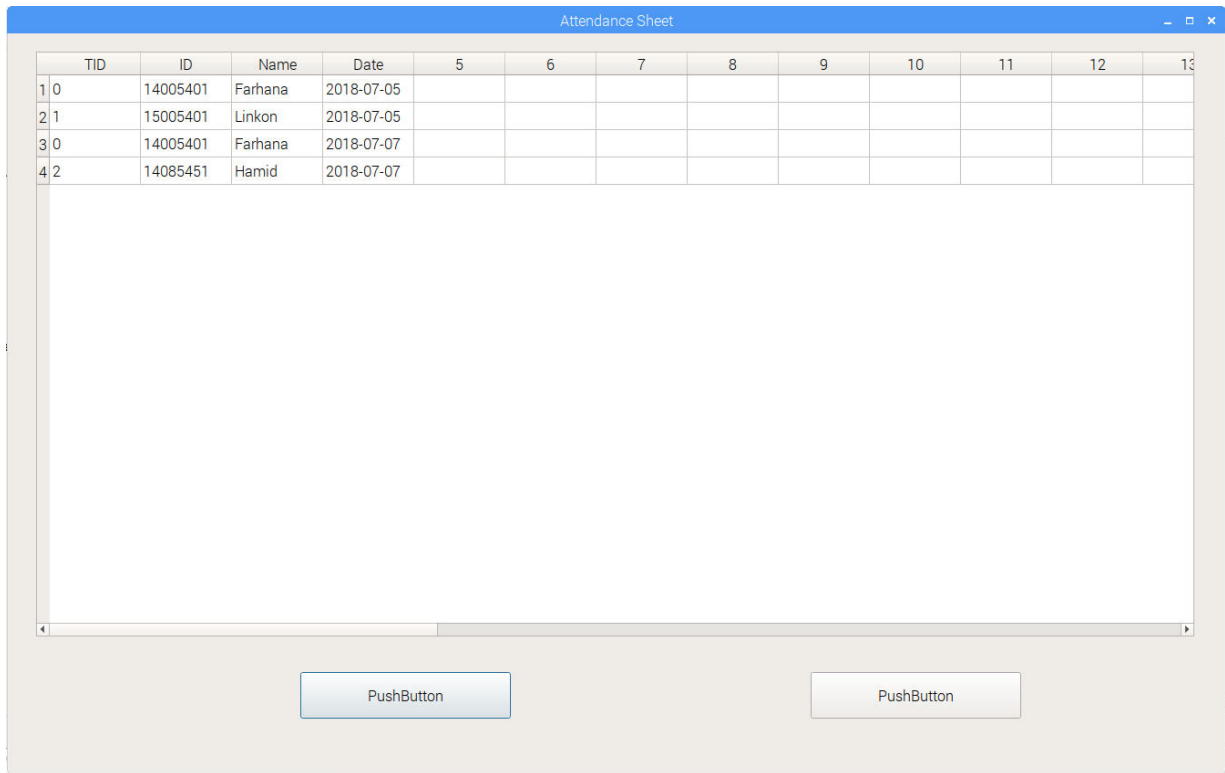 Attendance Sheet
TID ID Name Date 5 6 7 8 9 10 11 12 13
1 0 14005401 Farhana 2018-07-05
2 1 15005401 Linkon 2018-07-05
3 0 14005401 Farhana 2018-07-07
4 2 14085451 Hamid 2018-07-07
PushButton PushButton